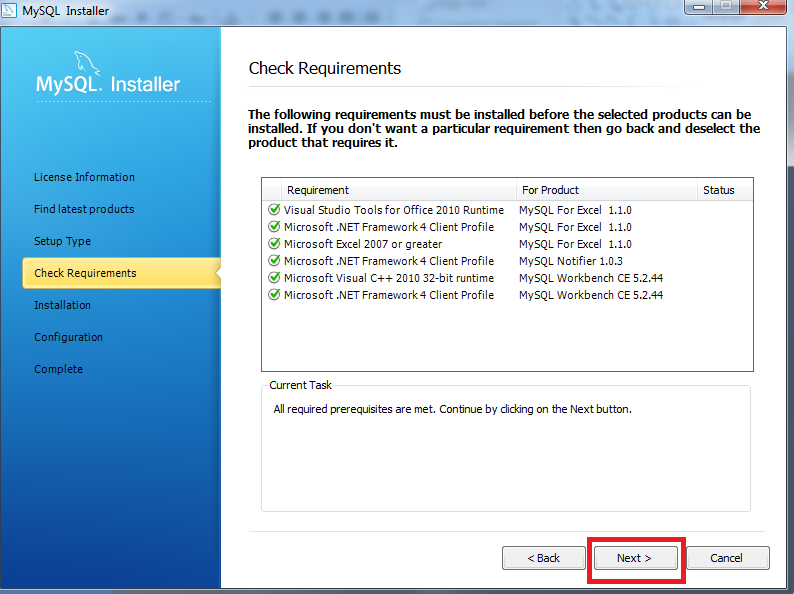 MySQL Installer
MySQL. Installer
License Information
Find latest products
Setup Type
Check Requirements
Installation
Configuration
Complete
Check Requirements
The following requirements must be installed before the selected products can be
installed. If you don't want a particular requirement then go back and deselect the
product that requires it.
Requirement For Product Status
Visual Studio Tools for Office 2010 Runtime MySQL For Excel 1.1.0
Microsoft .NET Framework 4 Client Profile MySQL For Excel 1.1.0
Microsoft Excel 2007 or greater MySQL For Excel 1.1.0
Microsoft .NET Framework 4 Client Profile MySQL Notifier 1.0.3
Microsoft Visual C++ 2010 32-bit runtime MySQL Workbench CE 5.2.44
Microsoft .NET Framework 4 Client Profile MySQL Workbench CE 5.2.44
Current Task
All required prerequisites are met. Continue by clicking on the Next button.
< Back Next > Cancel